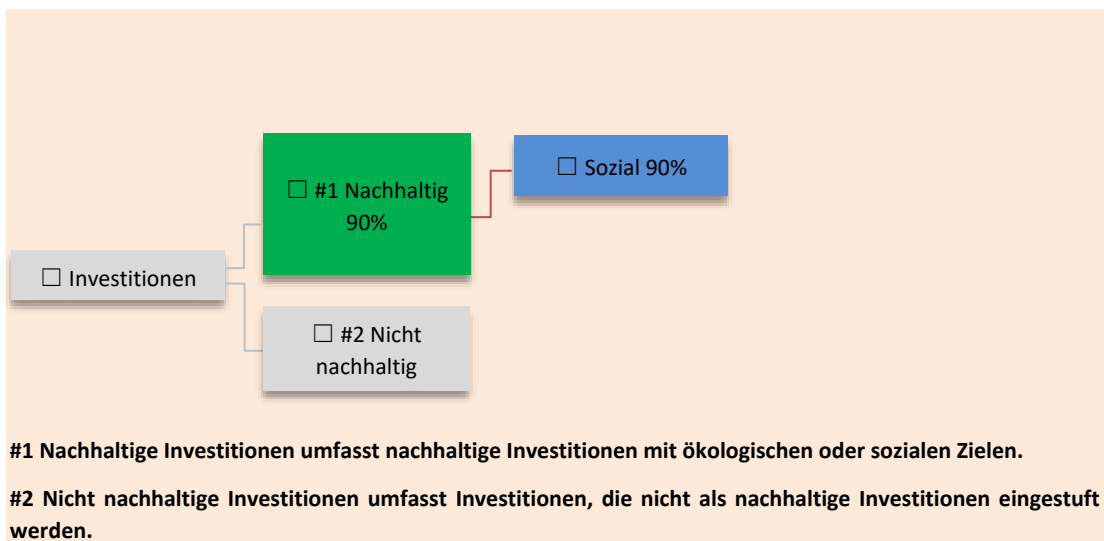 ☐ Sozial 90%
☐ #1 Nachhaltig
90%
☐ Investitionen
☐ #2 Nicht
nachhaltig
#1 Nachhaltige Investitionen umfasst nachhaltige Investitionen mit ökologischen oder sozialen Zielen.
#2 Nicht nachhaltige Investitionen umfasst Investitionen, die nicht als nachhaltige Investitionen eingestuft
werden.